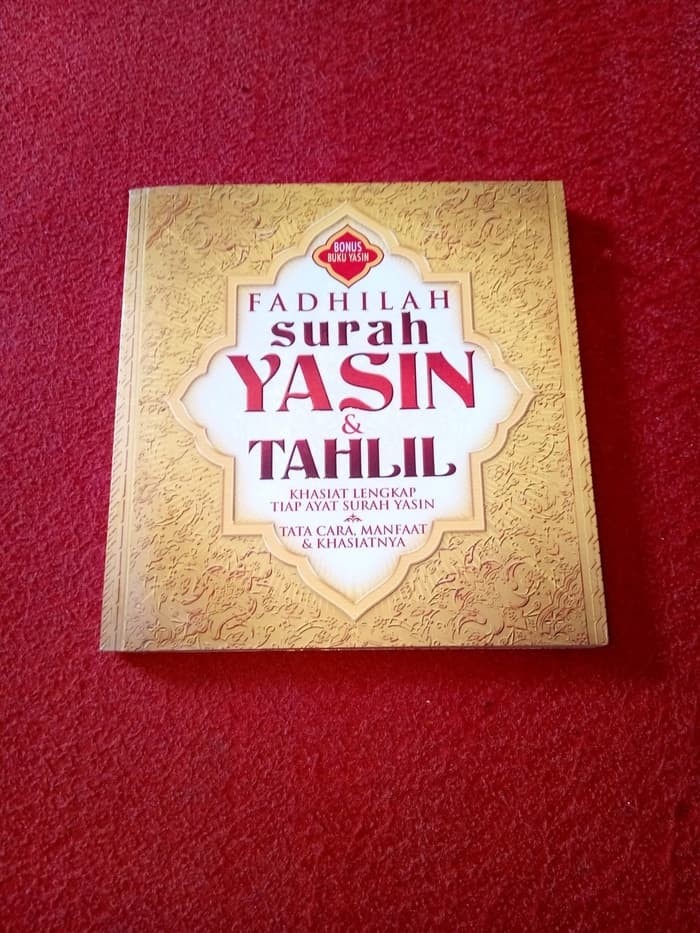 BONUS
BUKU YASIN
FADHILAH
surah
YASIN
&
TAHLIL
KHASIAT LENGKAP
TIAP AYAT SURAH YASIN
TATA CARA, MANFAAT
& KHASIATNYA